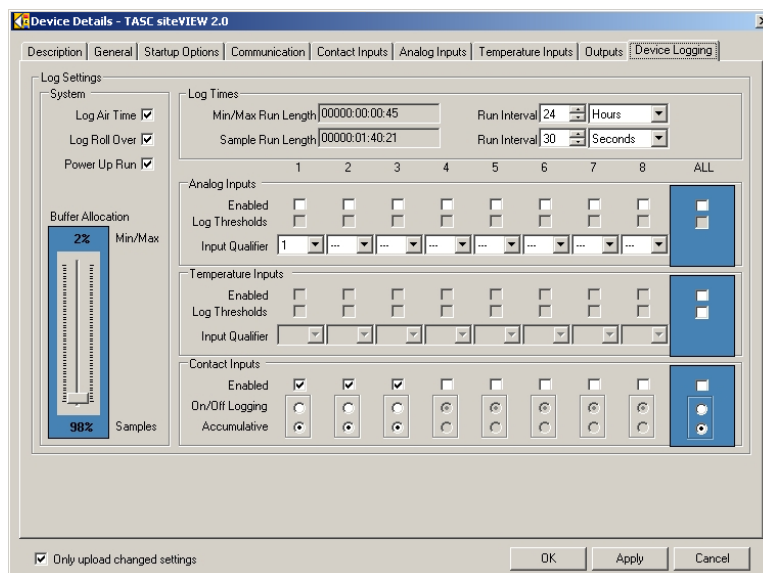 Device Details - TASC siteVIEW 2.0
Description General Startup Options Communication Contact Inputs Analog Inputs Temperature Inputs Outputs Device Logging
Log Settings
System
Log Air Time
Log Roll Over
Power Up Run
Buffer Allocation
2% Min/Max
98% Samples
Log Times
Min/Max Run Length 00000:00:00:45 Run Interval 24 Hours
Sample Run Length 00000:01:40:21 Run Interval 30 Seconds
1 2 3 4 5 6 7 8 ALL
Analog Inputs
Enabled
Log Thresholds
Input Qualifier 1 --- --- --- --- --- --- ---
Temperature Inputs
Enabled
Log Thresholds
Input Qualifier
Contact Inputs
Enabled
On/Off Logging
Accumulative
Only upload changed settings
OK Apply Cancel